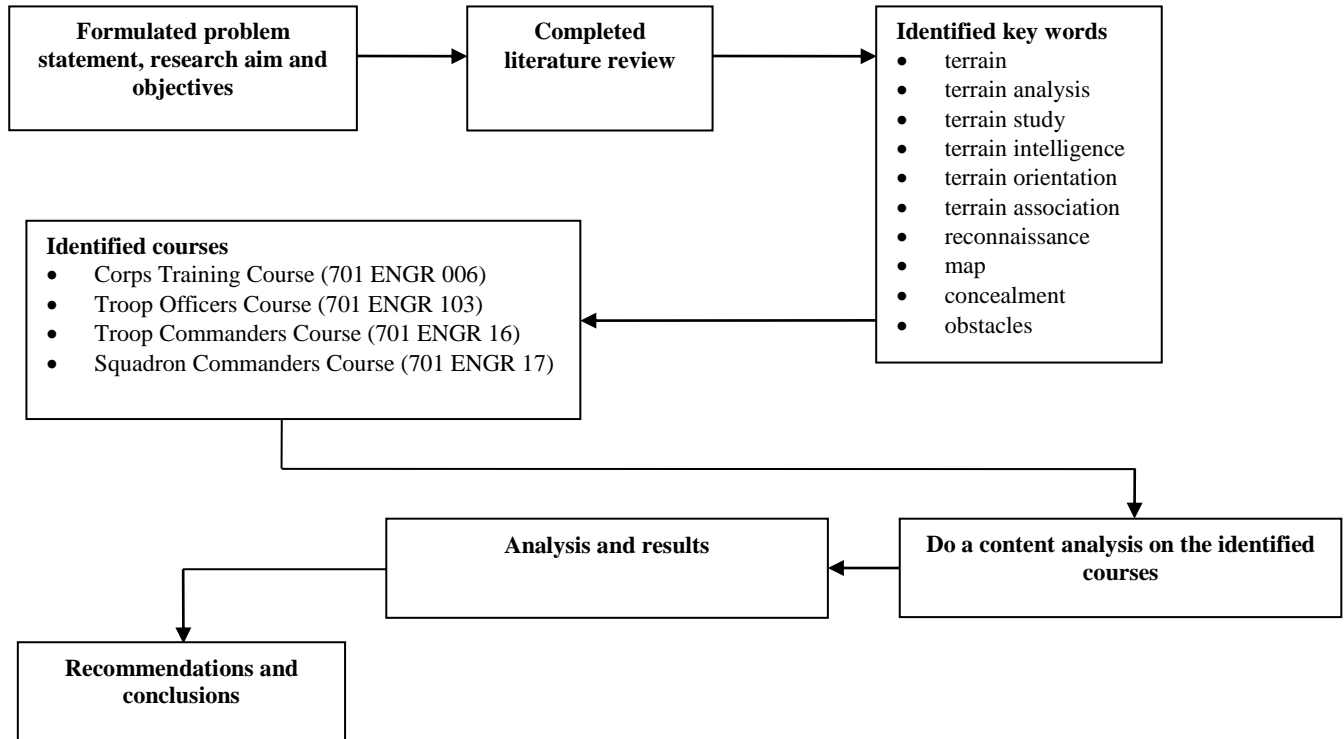 Formulated problem
statement, research aim and
objectives
Completed
literature review
Identified key words
• terrain
• terrain analysis
• terrain study
• terrain intelligence
• terrain orientation
• terrain association
• reconnaissance
• map
• concealment
• obstacles
Identified courses
• Corps Training Course (701 ENGR 006)
• Troop Officers Course (701 ENGR 103)
• Troop Commanders Course (701 ENGR 16)
• Squadron Commanders Course (701 ENGR 17)
Do a content analysis on the identified
courses
Analysis and results
Recommendations and
conclusions